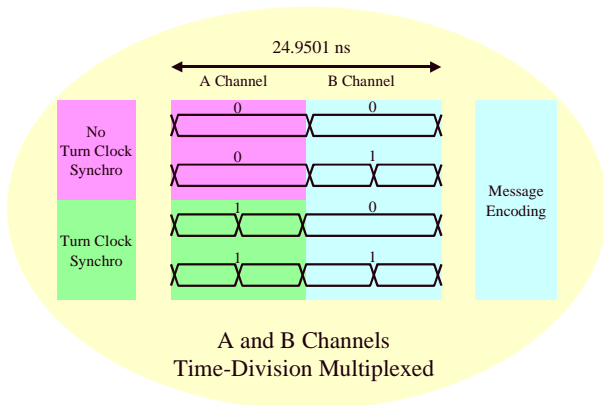 24.9501 ns
A Channel B Channel
0 0
No
Turn Clock
Synchro
0 1
Message
Encoding
1 0
Turn Clock
Synchro
1 1
A and B Channels
Time-Division Multiplexed